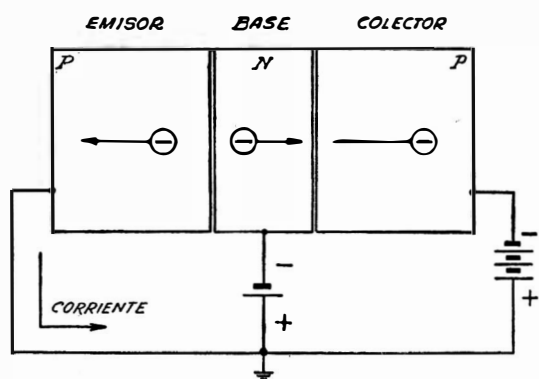 EMISOR BASE COLECTOR
P N P
− − −
− −
CORRIENTE + +